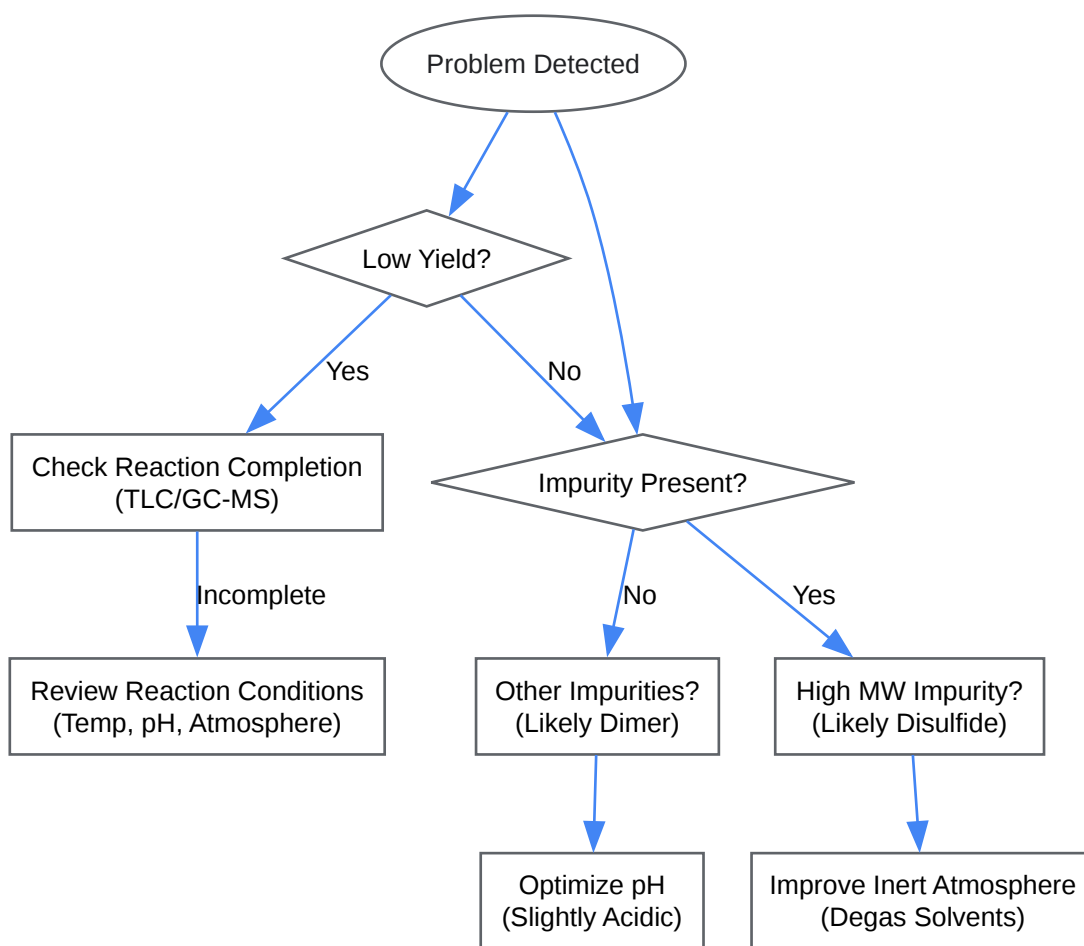 Problem Detected
Low Yield?
Yes
No
Check Reaction Completion
(TLC/GC-MS)
Impurity Present?
Incomplete
No
Yes
Review Reaction Conditions
(Temp, pH, Atmosphere)
Other Impurities?
(Likely Dimer)
High MW Impurity?
(Likely Disulfide)
Optimize pH
(Slightly Acidic)
Improve Inert Atmosphere
(Degas Solvents)